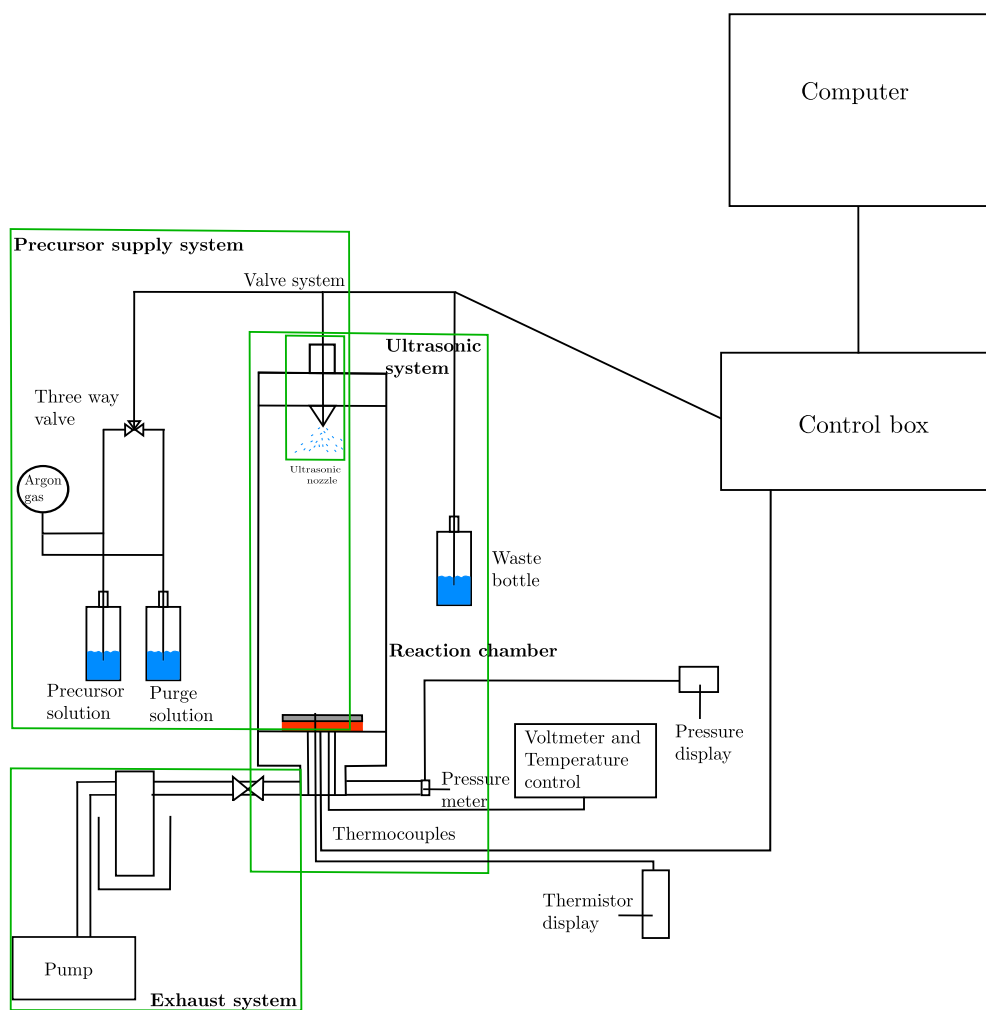 Computer
Precursor supply system
Valve system
Ultrasonic
system
Three way
valve
Control box
Ultrasonic
nozzle
Argon
gas
Waste
bottle
Reaction chamber
Precursor
solution
Purge
solution
Pressure
display
Voltmeter and
Temperature
control
Pressure
meter
Thermocouples
Thermistor
display
Pump
Exhaust system